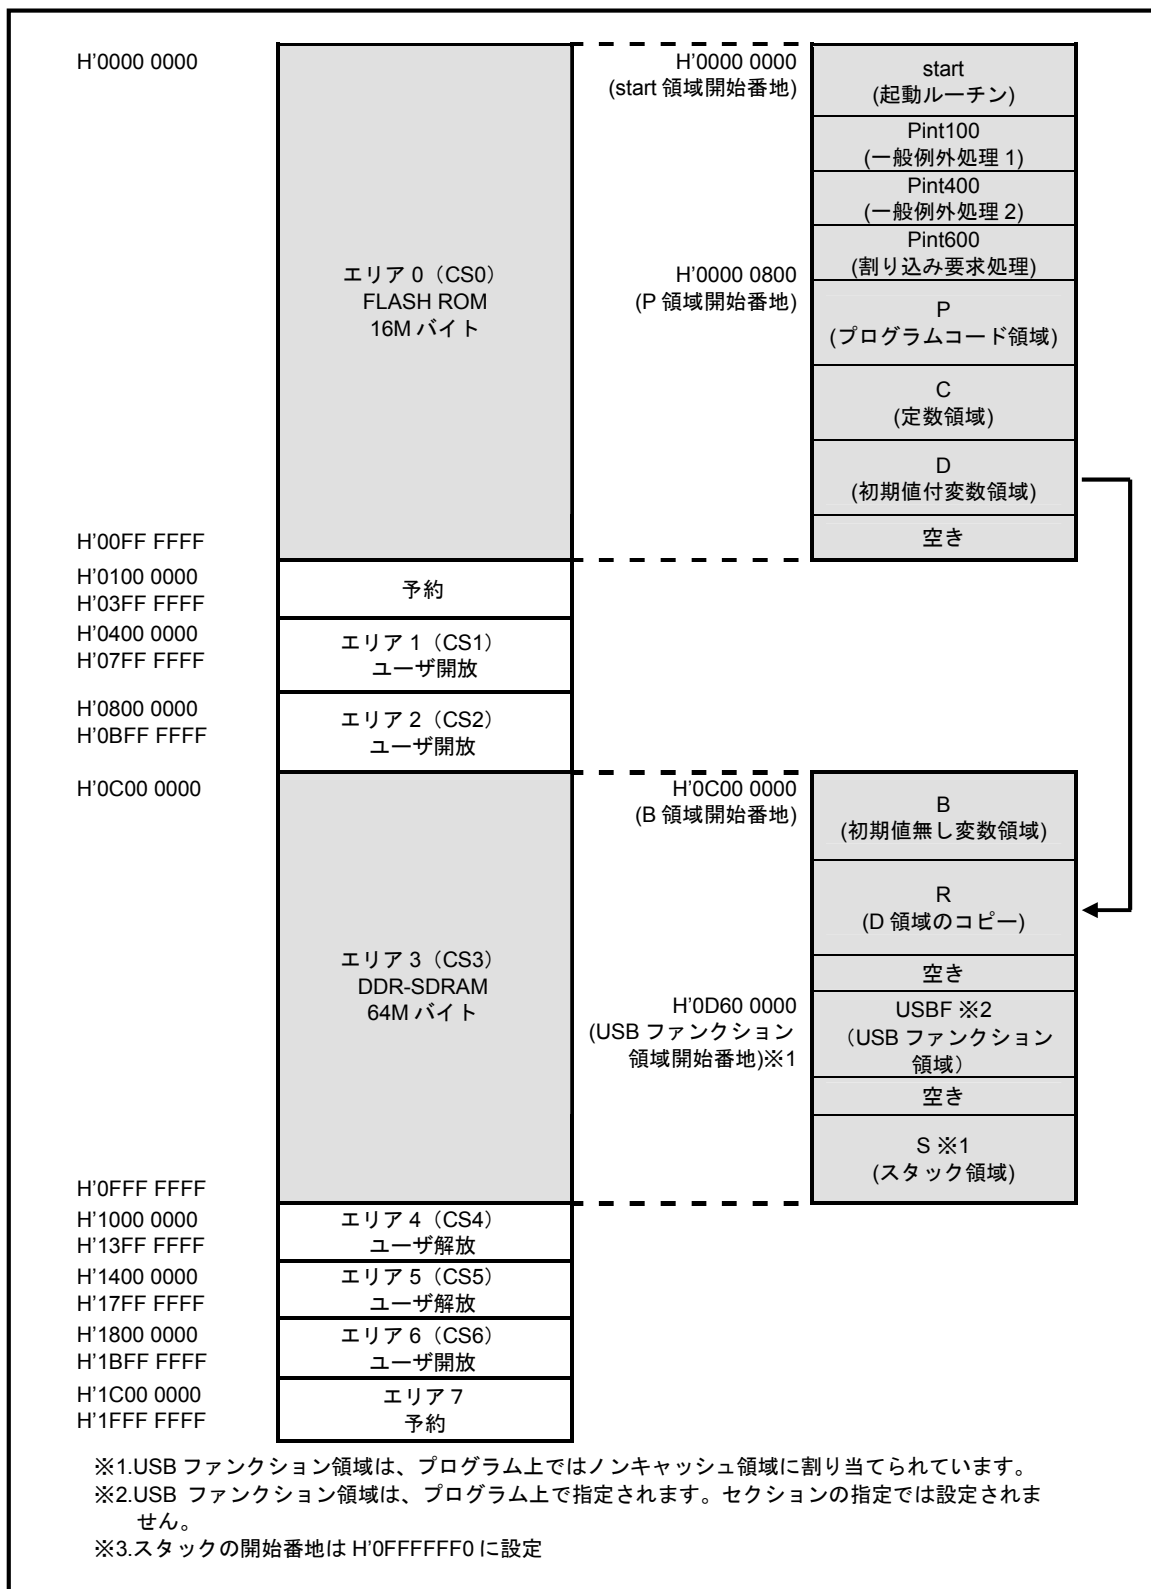 H'0000 0000
H'0000 0000
(start 領域開始番地)
start
(起動ルーチン)
Pint100
(一般例外処理 1)
Pint400
(一般例外処理 2)
Pint600
(割り込み要求処理)
エリア 0（CS0）
FLASH ROM
16M バイト
H'0000 0800
(P 領域開始番地)
P
(プログラムコード領域)
C
(定数領域)
D
(初期値付変数領域)
空き
H'00FF FFFF
H'0100 0000
H'03FF FFFF
予約
H'0400 0000
H'07FF FFFF
エリア 1（CS1）
ユーザ開放
H'0800 0000
H'0BFF FFFF
エリア 2（CS2）
ユーザ開放
H'0C00 0000
H'0C00 0000
(B 領域開始番地)
B
(初期値無し変数領域)
R
(D 領域のコピー)
エリア 3（CS3）
DDR-SDRAM
64M バイト
空き
H'0D60 0000
(USB ファンクション
領域開始番地)※1
USBF ※2
（USB ファンクション
領域）
空き
S ※1
(スタック領域)
H'0FFF FFFF
H'1000 0000
H'13FF FFFF
エリア 4（CS4）
ユーザ解放
H'1400 0000
H'17FF FFFF
エリア 5（CS5）
ユーザ解放
H'1800 0000
H'1BFF FFFF
エリア 6（CS6）
ユーザ開放
H'1C00 0000
H'1FFF FFFF
エリア 7
予約
※1.USB ファンクション領域は、プログラム上ではノンキャッシュ領域に割り当てられています。
※2.USB ファンクション領域は、プログラム上で指定されます。セクションの指定では設定されま
せん。
※3.スタックの開始番地は H'0FFFFFF0 に設定